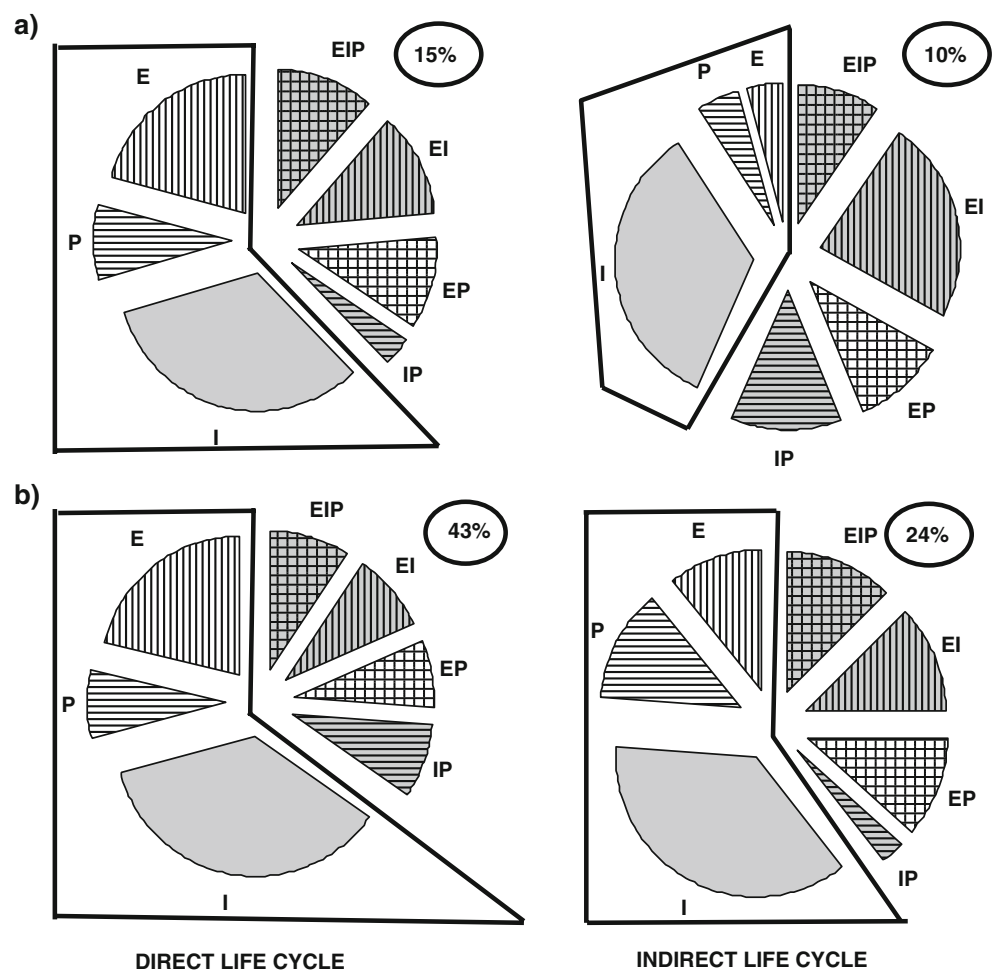 a)
E
EIP
15%
EI
P
EP
IP
I
P
E
EIP
10%
EI
I
EP
IP
b)
E
EIP
43%
EI
P
EP
IP
I
E
EIP
24%
EI
P
EP
IP
I
DIRECT LIFE CYCLE
INDIRECT LIFE CYCLE